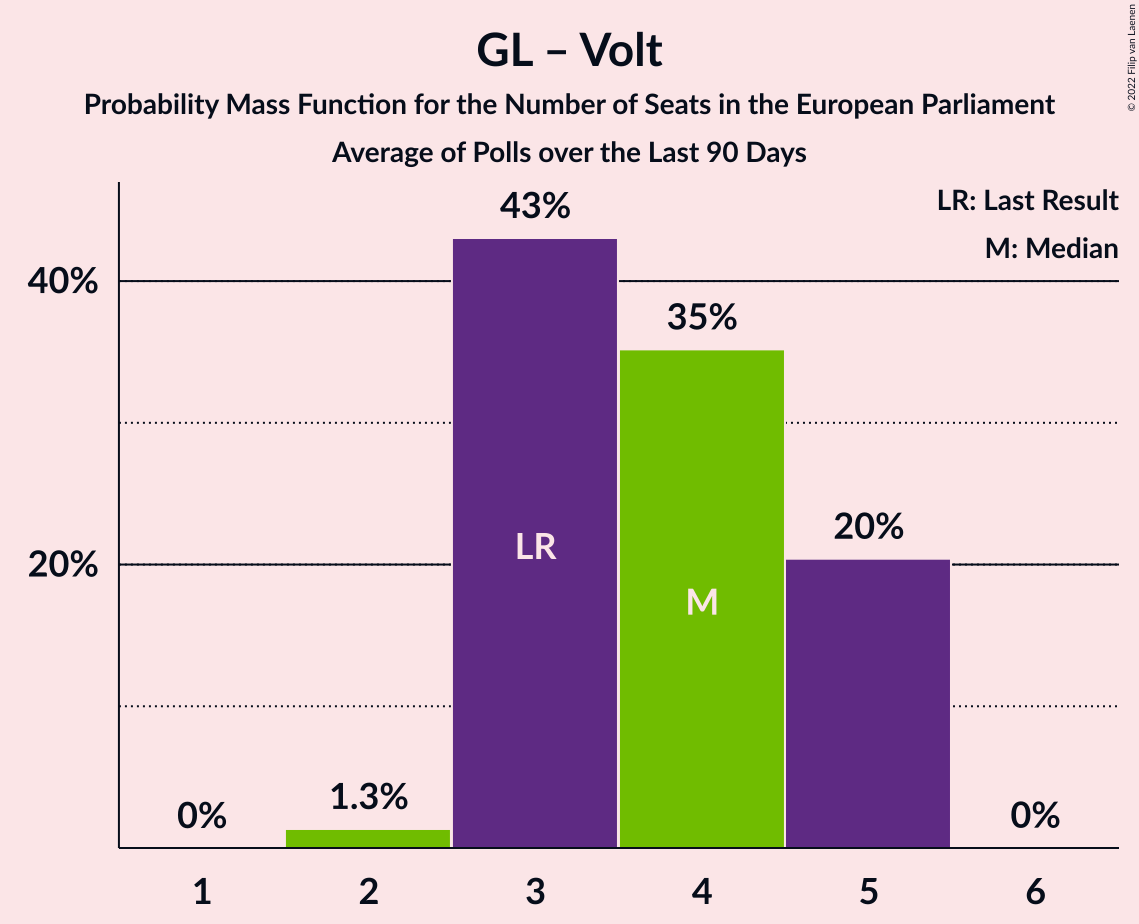 GL – Volt
Probability Mass Function for the Number of Seats in the European Parliament
Average of Polls over the Last 90 Days
© 2022 Filip van Laenen
LR: Last Result
M: Median
43%
40%
35%
LR
20%
20%
M
1.3%
0%
0%
1 2 3 4 5 6